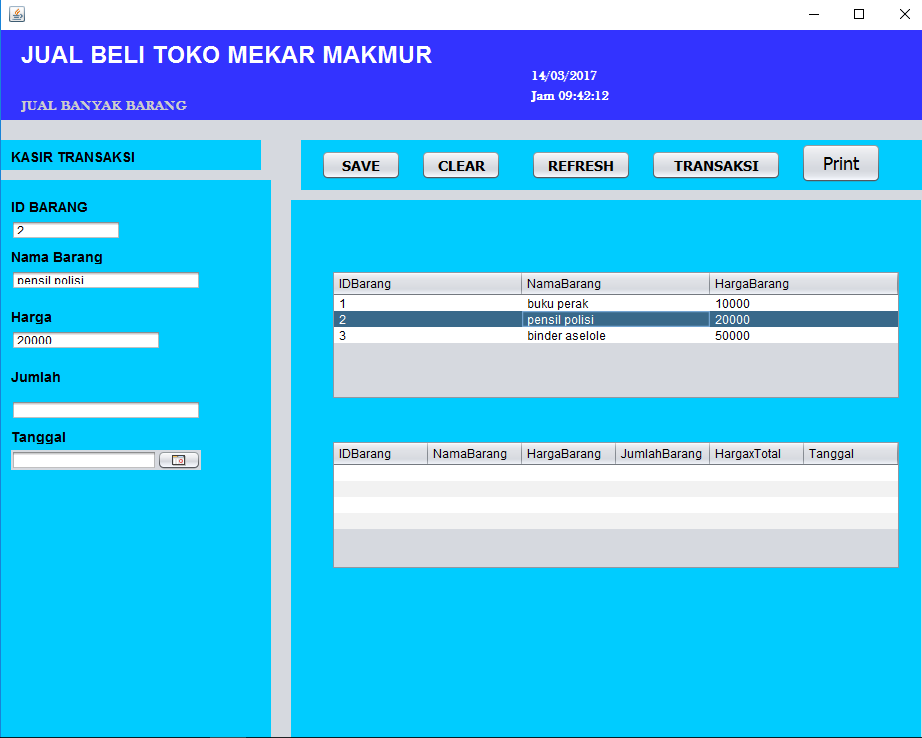 JUAL BELI TOKO MEKAR MAKMUR
14/03/2017
Jam 09:42:12
JUAL BANYAK BARANG
KASIR TRANSAKSI
SAVE CLEAR REFRESH TRANSAKSI Print
ID BARANG
2
Nama Barang
pensil polisi
Harga
20000
Jumlah
Tanggal
IDBarang NamaBarang HargaBarang
1 buku perak 10000
2 pensil polisi 20000
3 binder aselole 50000
IDBarang NamaBarang HargaBarang JumlahBarang HargaxTotal Tanggal